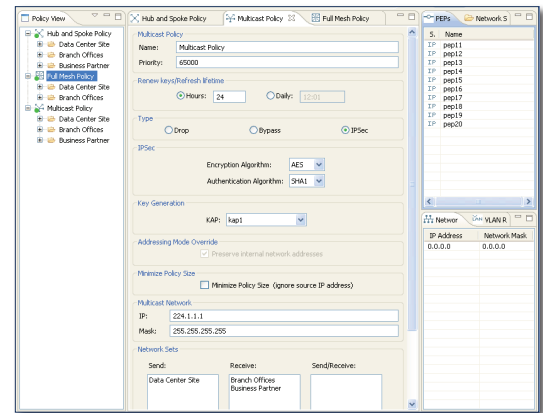 Policy View
Hub and Spoke Policy
Data Center Site
Branch Offices
Business Partner
Full Mesh Policy
Data Center Site
Branch Offices
Business Partner
Multicast Policy
Data Center Site
Branch Offices
Business Partner
Hub and Spoke Policy
Multicast Policy
Full Mesh Policy
Multicast Policy
Name: Multicast Policy
Priority: 65000
Renew keys/Refresh lifetime
Hours: 24 Daily: 12:01
Type
Drop Bypass IPSec
IPSec
Encryption Algorithm: AES
Authentication Algorithm: SHA1
Key Generation
KAP: kap1
Addressing Mode Override
Preserve internal network addresses
Minimize Policy Size
Minimize Policy Size (ignore source IP address)
Multicast Network
IP: 224.1.1.1
Mask: 255.255.255.255
Network Sets
Send: Receive: Send/Receive:
Data Center Site Branch Offices
Business Partner
PEPs Network S
S. Name
IP pep11
IP pep12
IP pep13
IP pep14
IP pep15
IP pep16
IP pep17
IP pep18
IP pep19
IP pep20
Networ VLAN R
IP Address Network Mask
0.0.0.0 0.0.0.0